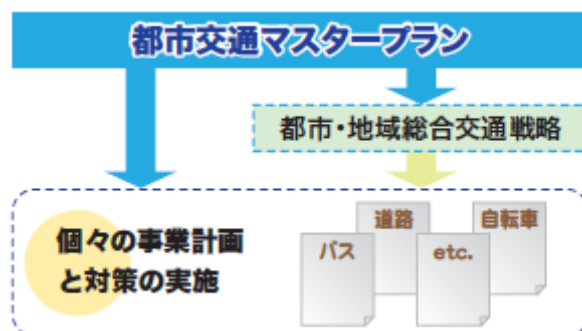 都市交通マスタープラン
都市・地域総合交通戦略
個々の事業計画
と対策の実施
バス
道路
etc.
自転車